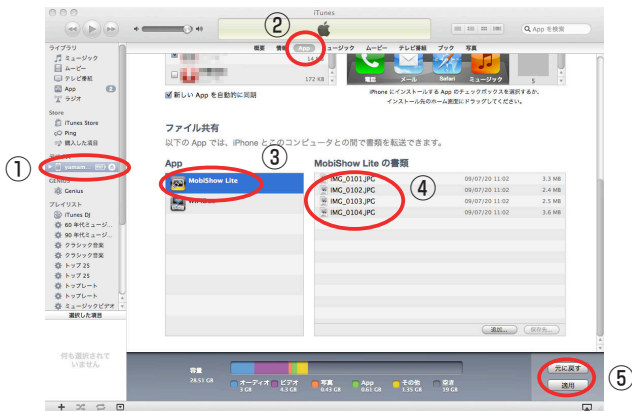 iTunes
App を検索
②
概要 情報 App ミュージック ムービー テレビ番組 ブック 写真
ライブラリ
ミュージック
ムービー
テレビ番組
App 3
ラジオ
Store
iTunes Store
Ping
購入した項目
①
GENIUS
Genius
プレイリスト
iTunes DJ
60 年代ミュージ...
90 年代ミュージ...
クラシック音楽
クラシック音楽
トップ 25
トップ 25
トップレート
トップレート
ミュージックビデオ
選択した項目
何も選択されて
いません
172 KB
電話 メール Safari ミュージック
5
新しい App を自動的に同期
iPhone にインストールする App のチェックボックスを選択するか、
インストール先のホーム画面にドラッグしてください。
ファイル共有
以下の App では、iPhone とこのコンピュータとの間で書類を転送できます。
③
App
MobiShow Lite
MobiShow Lite の書類
④
IMG_0101.JPG 09/07/20 11:02 3.3 MB
IMG_0102.JPG 09/07/20 11:02 2.4 MB
IMG_0103.JPG 09/07/20 11:02 2.5 MB
IMG_0104.JPG 09/07/20 11:02 3.6 MB
追加... 保存先...
容量
28.51 GB
オーディオ 3 GB
ビデオ 4.3 GB
写真 0.43 GB
App 0.61 GB
その他 1.35 GB
空き 19 GB
元に戻す
適用
⑤